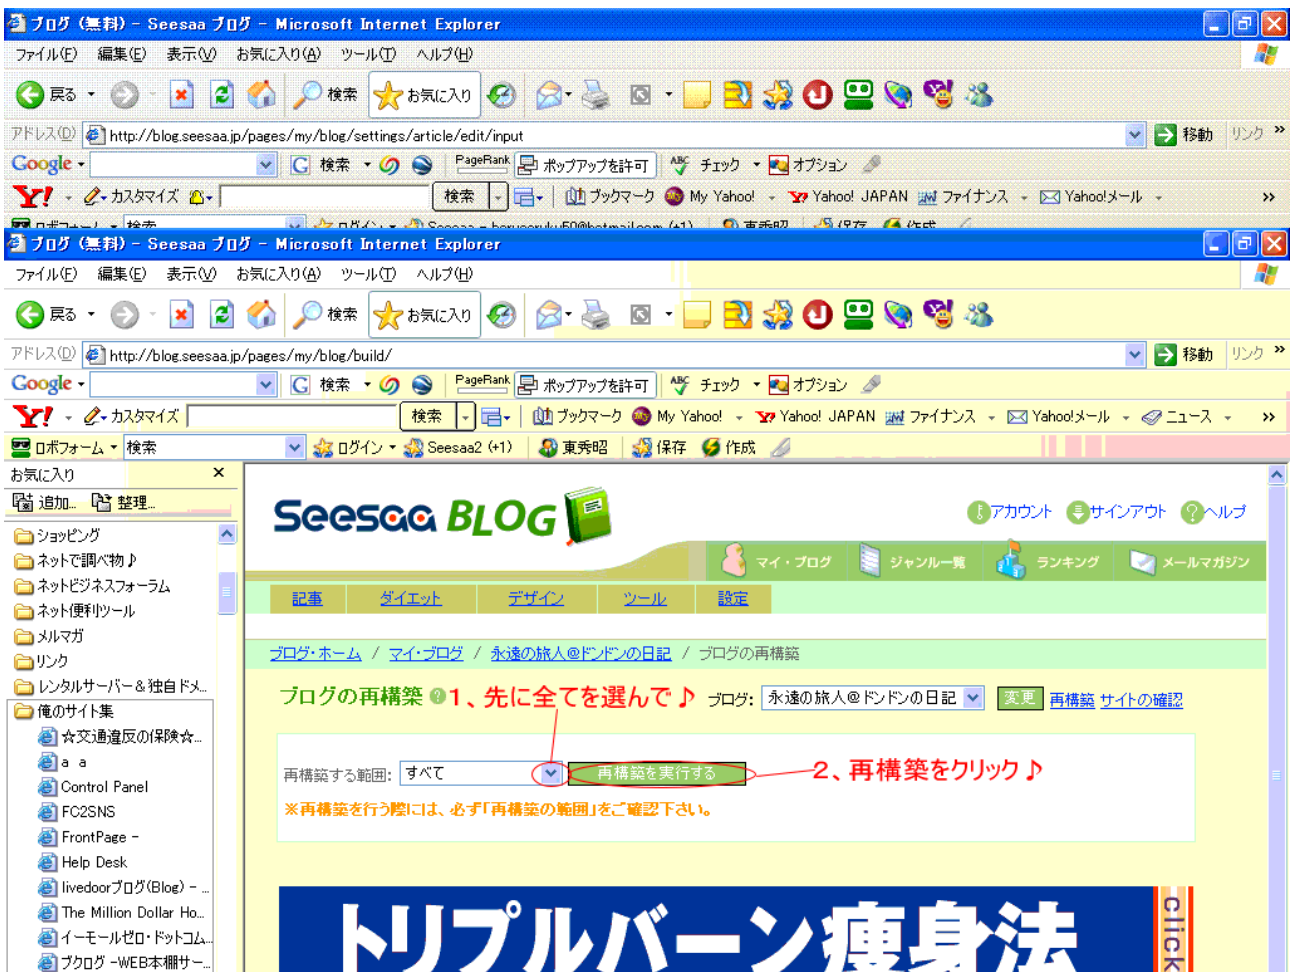 ブログ (無料) - Seesaa ブログ - Microsoft Internet Explorer
ファイル(F) 編集(E) 表示(V) お気に入り(A) ツール(T) ヘルプ(H)
戻る 検索 お気に入り
アドレス(D) http://blog.seesaa.jp/pages/my/blog/settings/article/edit/input 移動 リンク »
Google 検索 PageRank ポップアップを許可 ABC チェック オプション
Y! カスタマイズ 検索 ブックマーク My Yahoo! Yahoo! JAPAN ファイナンス Yahoo!メール »
ロボフォーム 検索 ログイン 東秀昭 保存 作成
ブログ (無料) - Seesaa ブログ - Microsoft Internet Explorer
ファイル(F) 編集(E) 表示(V) お気に入り(A) ツール(T) ヘルプ(H)
戻る 検索 お気に入り
アドレス(D) http://blog.seesaa.jp/pages/my/blog/build/ 移動 リンク »
Google 検索 PageRank ポップアップを許可 ABC チェック オプション
Y! カスタマイズ 検索 ブックマーク My Yahoo! Yahoo! JAPAN ファイナンス Yahoo!メール ニュース »
ロボフォーム 検索 ログイン Seesaa2 (+1) 東秀昭 保存 作成
お気に入り ×
追加... 整理...
ショッピング
ネットで調べ物♪
ネットビジネスフォーラム
ネット便利ツール
メルマガ
リンク
レンタルサーバー＆独自ドメ...
俺のサイト集
☆交通違反の保険☆...
a a
Control Panel
FC2SNS
FrontPage -
Help Desk
livedoorブログ(Blog) - ...
The Million Dollar Ho...
イーモールゼロ・ドットコム...
ブクログ -WEB本棚サー...
Seesaa BLOG
アカウント サインアウト ヘルプ
マイ・ブログ ジャンル一覧 ランキング メールマガジン
記事 ダイエット デザイン ツール 設定
ブログ・ホーム / マイ・ブログ / 永遠の旅人@ドンドンの日記 / ブログの再構築
ブログの再構築 1、先に全てを選んで♪ ブログ: 永遠の旅人@ドンドンの日記 変更 再構築 サイトの確認
再構築する範囲: すべて 再構築を実行する 2、再構築をクリック♪
※再構築を行う際には、必ず「再構築の範囲」をご確認下さい。
トリプルバーン痩身法
click